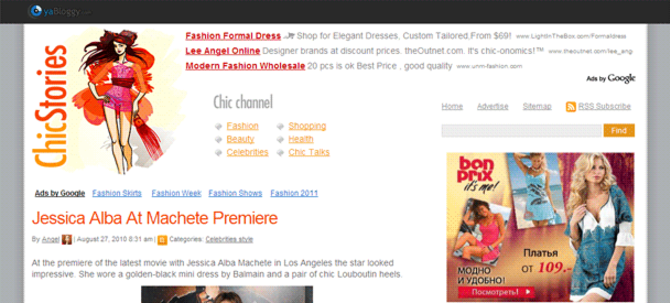 yaBloggy.com
Fashion Formal Dress Shop for Elegant Dresses, Custom Tailored.From $69! www.LightInTheBox.com/Formaldress
Lee Angel Online Designer brands at discount prices. theOutnet.com. It's chic-onomics!™ www.theoutnet.com/lee_ang
Modern Fashion Wholesale 20 pcs is ok Best Price , good quality www.unm-fashion.com
Ads by Google
ChicStories
Chic channel
Fashion Shopping
Beauty Health
Celebrities Chic Talks
Home Advertise Sitemap RSS Subscribe
Find
Ads by Google Fashion Skirts Fashion Week Fashion Shows Fashion 2011
Jessica Alba At Machete Premiere
By Angel | August 27, 2010 8:31 am | Categories: Celebrities style
At the premiere of the latest movie with Jessica Alba Machete in Los Angeles the star looked
impressive. She wore a golden-black mini dress by Balmain and a pair of chic Louboutin heels.
bon
prix
it's me!
Платья
от 109.-
МОДНО
И УДОБНО!
Посмотреть!